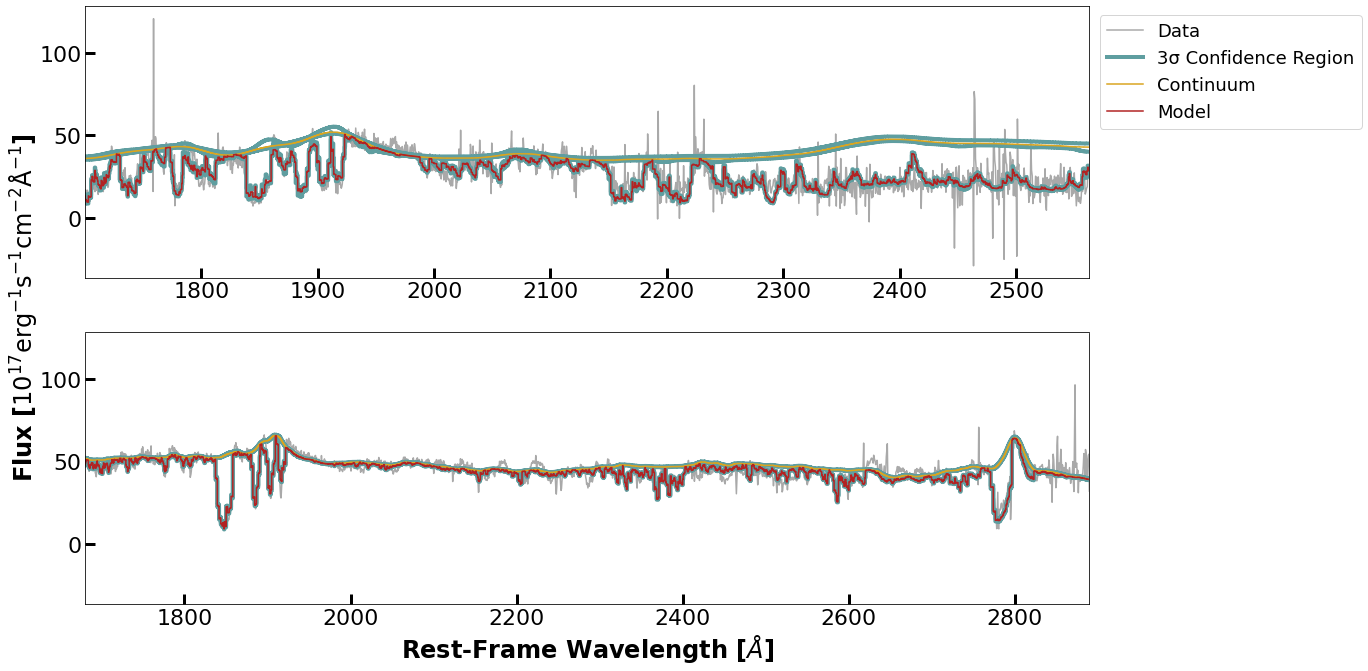 100
50
0
1800 1900 2000 2100 2200 2300 2400 2500
Data
3σ Confidence Region
Continuum
Model
Flux [10¹⁷erg⁻¹s⁻¹cm⁻²Å⁻¹]
100
50
0
1800 2000 2200 2400 2600 2800
Rest-Frame Wavelength [Å]